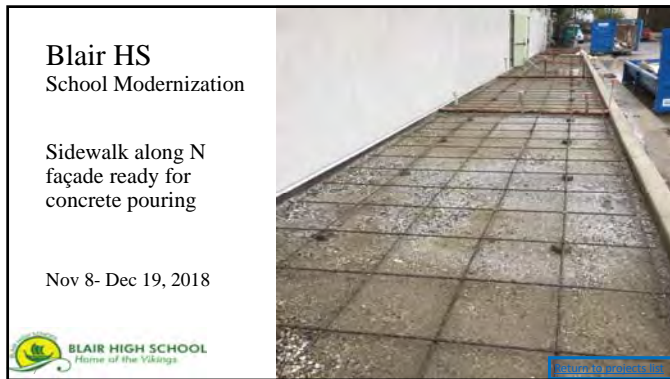 Blair HS
School Modernization
Sidewalk along N
façade ready for
concrete pouring
Nov 8- Dec 19, 2018
BLAIR HIGH SCHOOL
Home of the Vikings
Return to projects list